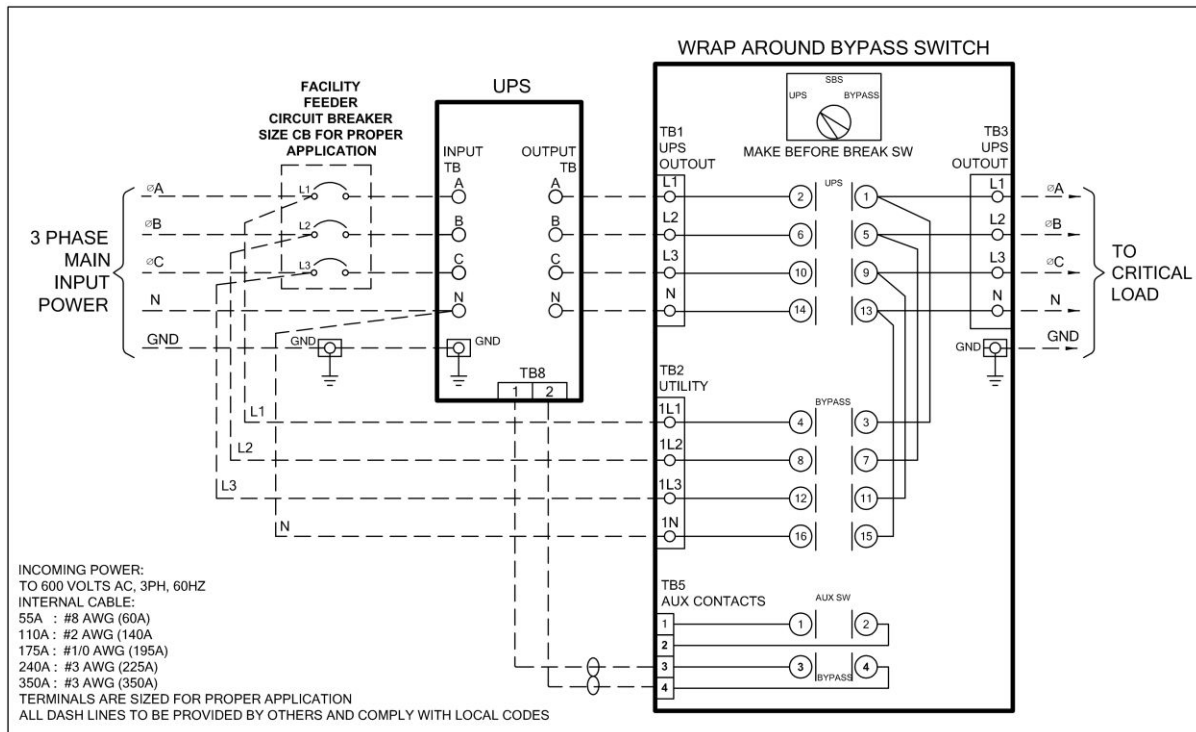 WRAP AROUND BYPASS SWITCH
SBS
UPS
BYPASS
MAKE BEFORE BREAK SW
UPS
FACILITY
FEEDER
CIRCUIT BREAKER
SIZE CB FOR PROPER
APPLICATION
INPUT
TB
OUTPUT
TB
TB1
UPS
OUTOUT
TB3
UPS
OUTOUT
3 PHASE
MAIN
INPUT
POWER
øA
øB
øC
N
GND
L1
L2
L3
GND
A
B
C
N
GND
A
B
C
N
TB8
1 2
L1
L2
L3
N
UPS
2 1
6 5
10 9
14 13
L1
L2
L3
N
GND
øA
øB
øC
N
GND
TO
CRITICAL
LOAD
L1
L2
L3
N
TB2
UTILITY
1L1
1L2
1L3
1N
BYPASS
4 3
8 7
12 11
16 15
TB5
AUX CONTACTS
1
2
3
4
AUX SW
1 2
3 4
BYPASS
INCOMING POWER:
TO 600 VOLTS AC, 3PH, 60HZ
INTERNAL CABLE:
55A : #8 AWG (60A)
110A : #2 AWG (140A
175A : #1/0 AWG (195A)
240A : #3 AWG (225A)
350A : #3 AWG (350A)
TERMINALS ARE SIZED FOR PROPER APPLICATION
ALL DASH LINES TO BE PROVIDED BY OTHERS AND COMPLY WITH LOCAL CODES